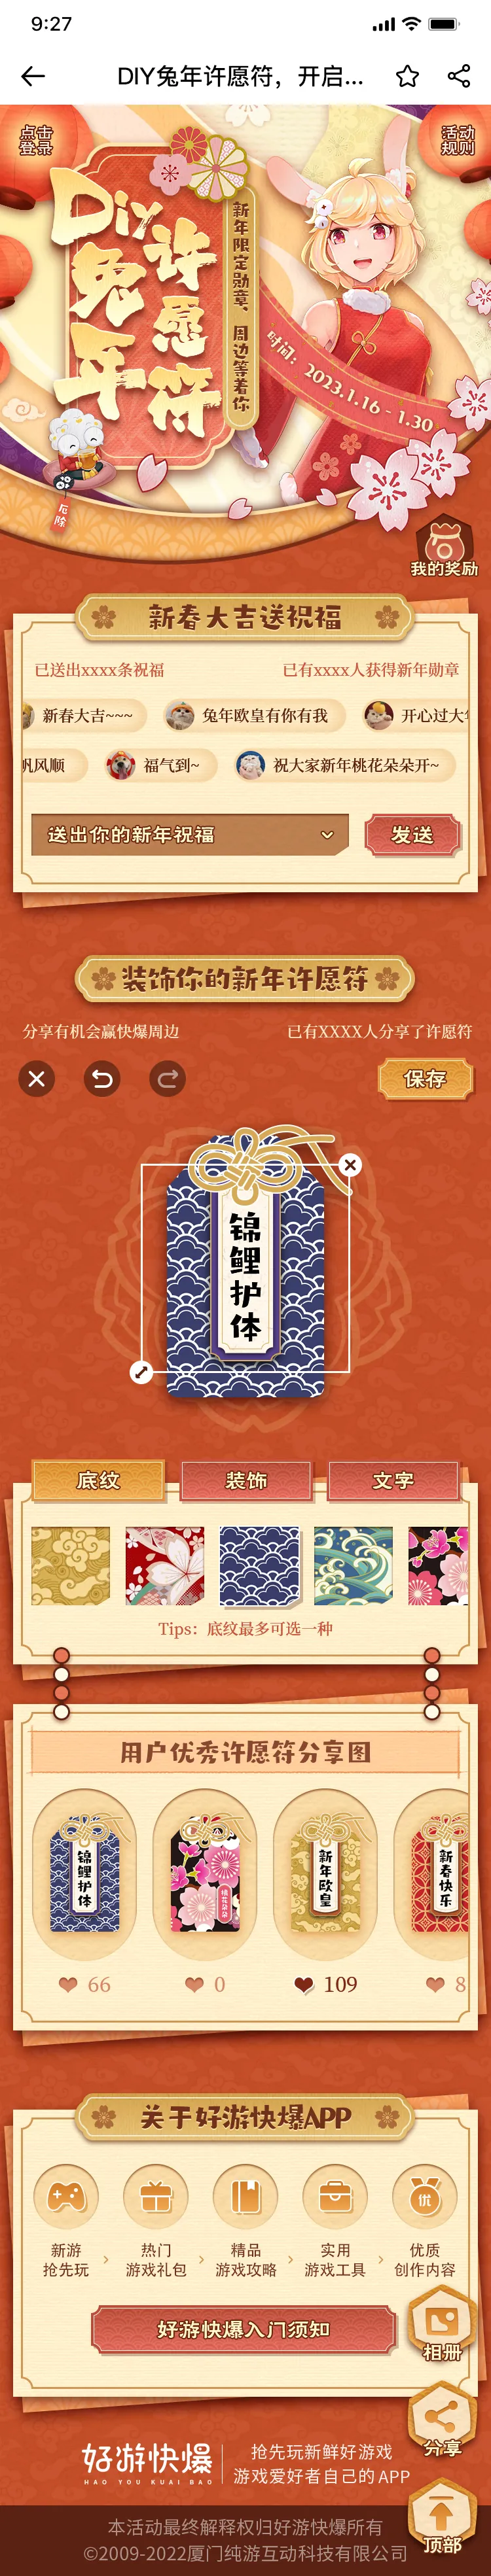 9:27
DIY兔年许愿符，开启...
点击
登录
活动
规则
Diy许
兔愿
年符
新年限定勋章、周边等着你
时间：2023.1.16 - 1.30
厄除
我的奖励
新春大吉送祝福
已送出xxxx条祝福
已有xxxx人获得新年勋章
新春大吉~~~
兔年欧皇有你有我
开心过大年
帆风顺
福气到~
祝大家新年桃花朵朵开~
送出你的新年祝福
发送
装饰你的新年许愿符
分享有机会赢快爆周边
已有XXXX人分享了许愿符
保存
锦鲤护体
底纹
装饰
文字
Tips：底纹最多可选一种
用户优秀许愿符分享图
锦鲤护体
新年欧皇
新春快乐
66
0
109
8
关于好游快爆APP
优
新游
抢先玩
热门
游戏礼包
精品
游戏攻略
实用
游戏工具
优质
创作内容
好游快爆入门须知
相册
分享
顶部
好游快爆
HAO YOU KUAI BAO
抢先玩新鲜好游戏
游戏爱好者自己的APP
本活动最终解释权归好游快爆所有
©2009-2022厦门纯游互动科技有限公司